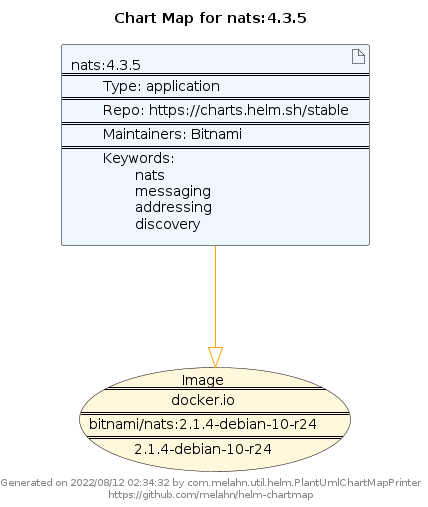 Chart Map for nats:4.3.5
nats:4.3.5
Type: application
Repo: https://charts.helm.sh/stable
Maintainers: Bitnami
Keywords:
nats
messaging
addressing
discovery
Image
docker.io
bitnami/nats:2.1.4-debian-10-r24
2.1.4-debian-10-r24
Generated on 2022/08/12 02:34:32 by com.melahn.util.helm.PlantUmlChartMapPrinter
https://github.com/melahn/helm-chartmap